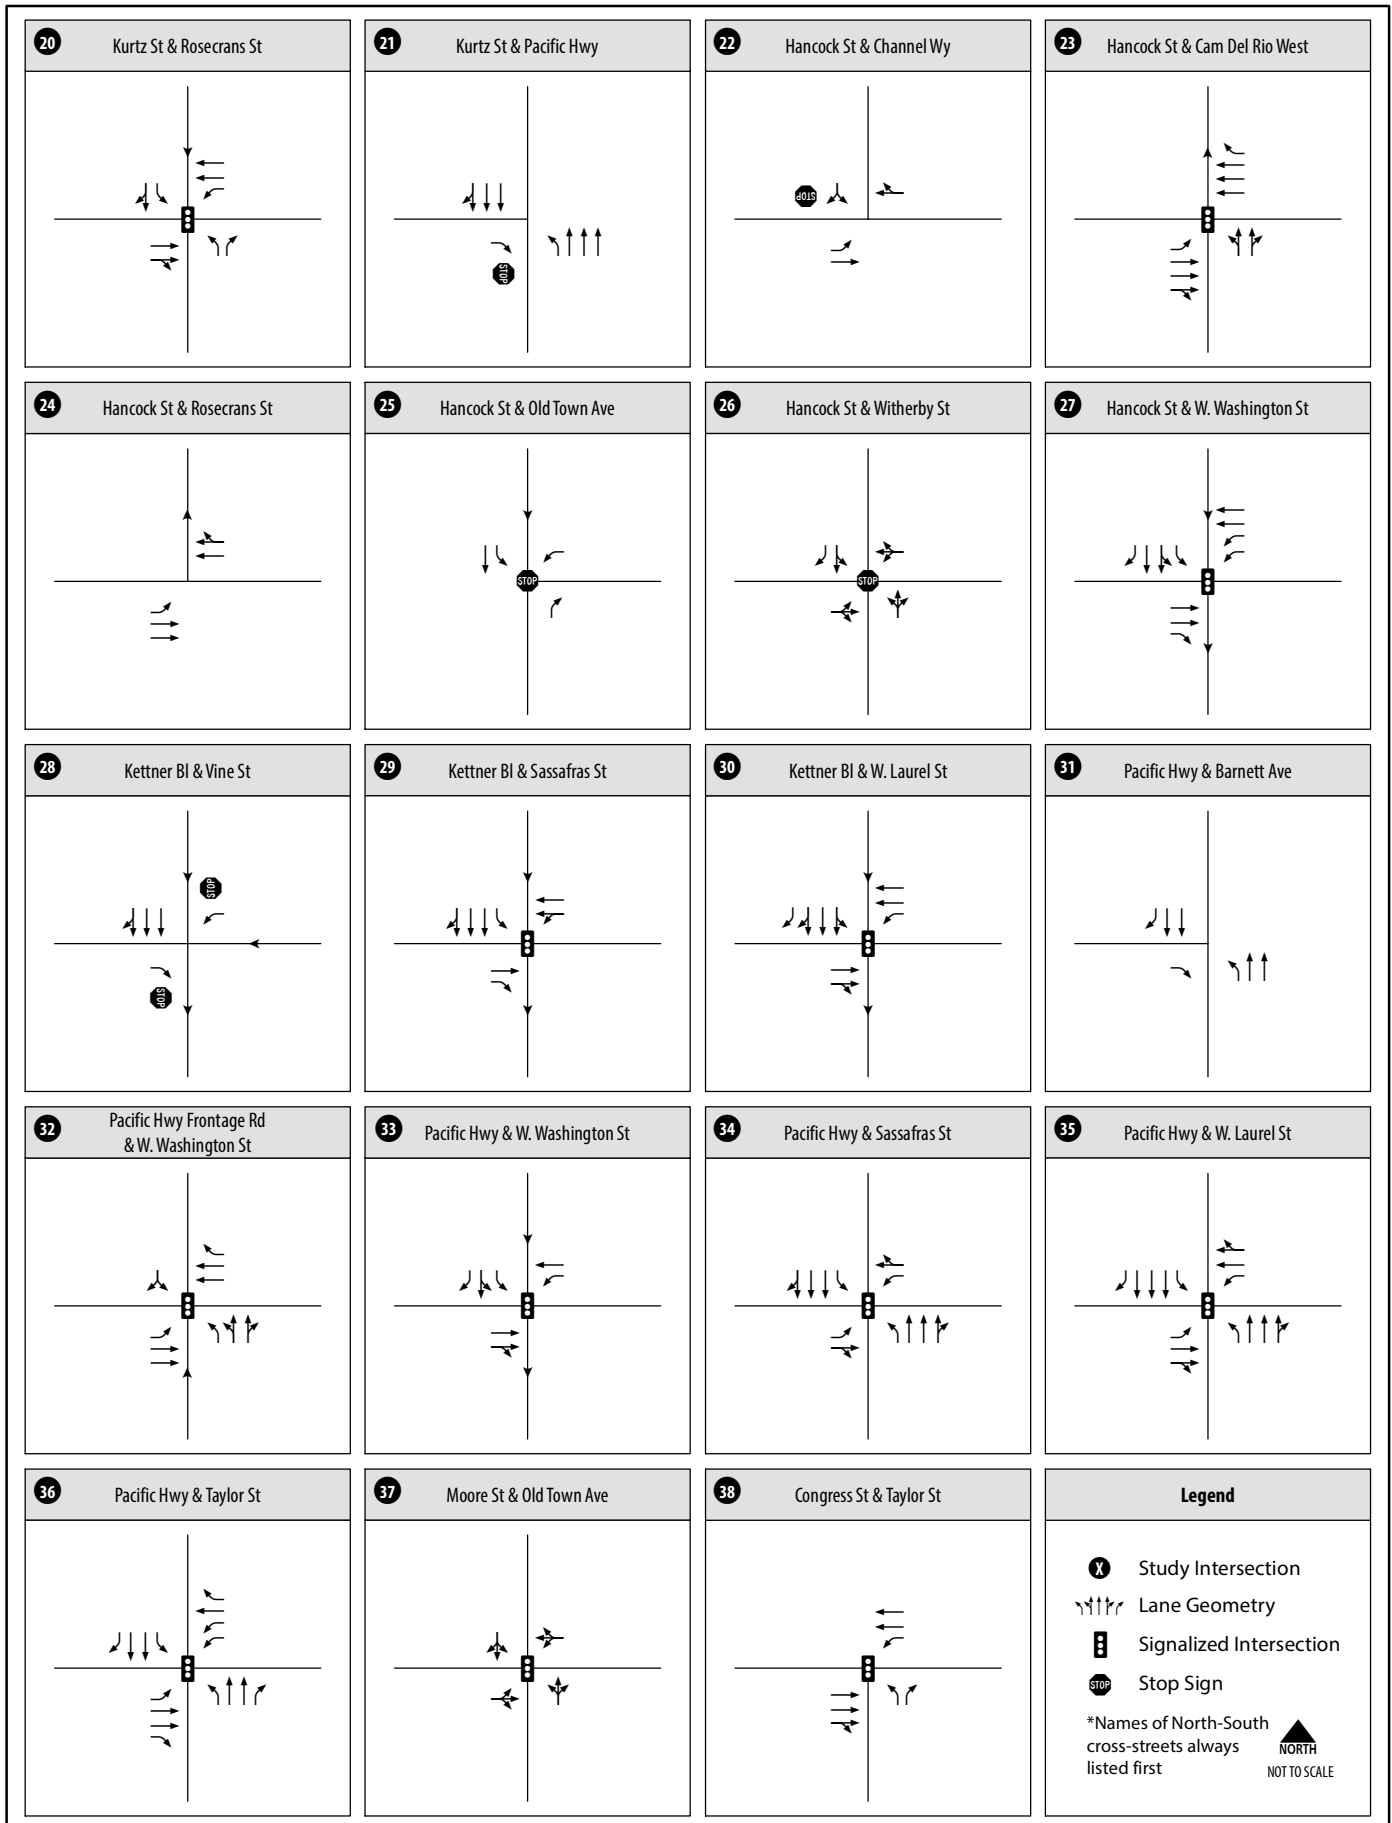 20 Kurtz St & Rosecrans St
21 Kurtz St & Pacific Hwy
22 Hancock St & Channel Wy
STOP
STOP
23 Hancock St & Cam Del Rio West
24 Hancock St & Rosecrans St
25 Hancock St & Old Town Ave
STOP
26 Hancock St & Witherby St
STOP
27 Hancock St & W. Washington St
28 Kettner Bl & Vine St
STOP
STOP
29 Kettner Bl & Sassafras St
30 Kettner Bl & W. Laurel St
31 Pacific Hwy & Barnett Ave
32 Pacific Hwy Frontage Rd
& W. Washington St
33 Pacific Hwy & W. Washington St
34 Pacific Hwy & Sassafras St
35 Pacific Hwy & W. Laurel St
36 Pacific Hwy & Taylor St
37 Moore St & Old Town Ave
38 Congress St & Taylor St
Legend
X Study Intersection
Lane Geometry
Signalized Intersection
STOP Stop Sign
*Names of North-South
cross-streets always
listed first
NORTH
NOT TO SCALE